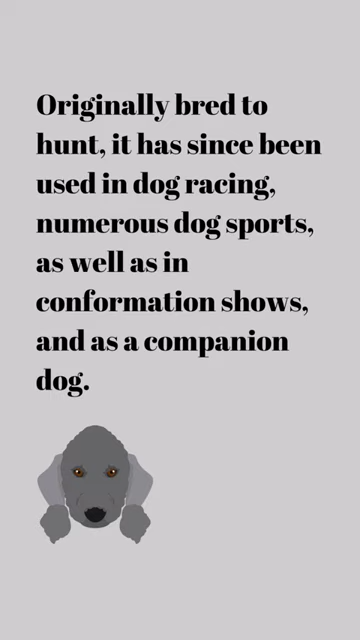 Originally bred to
hunt, it has since been
used in dog racing,
numerous dog sports,
as well as in
conformation shows,
and as a companion
dog.